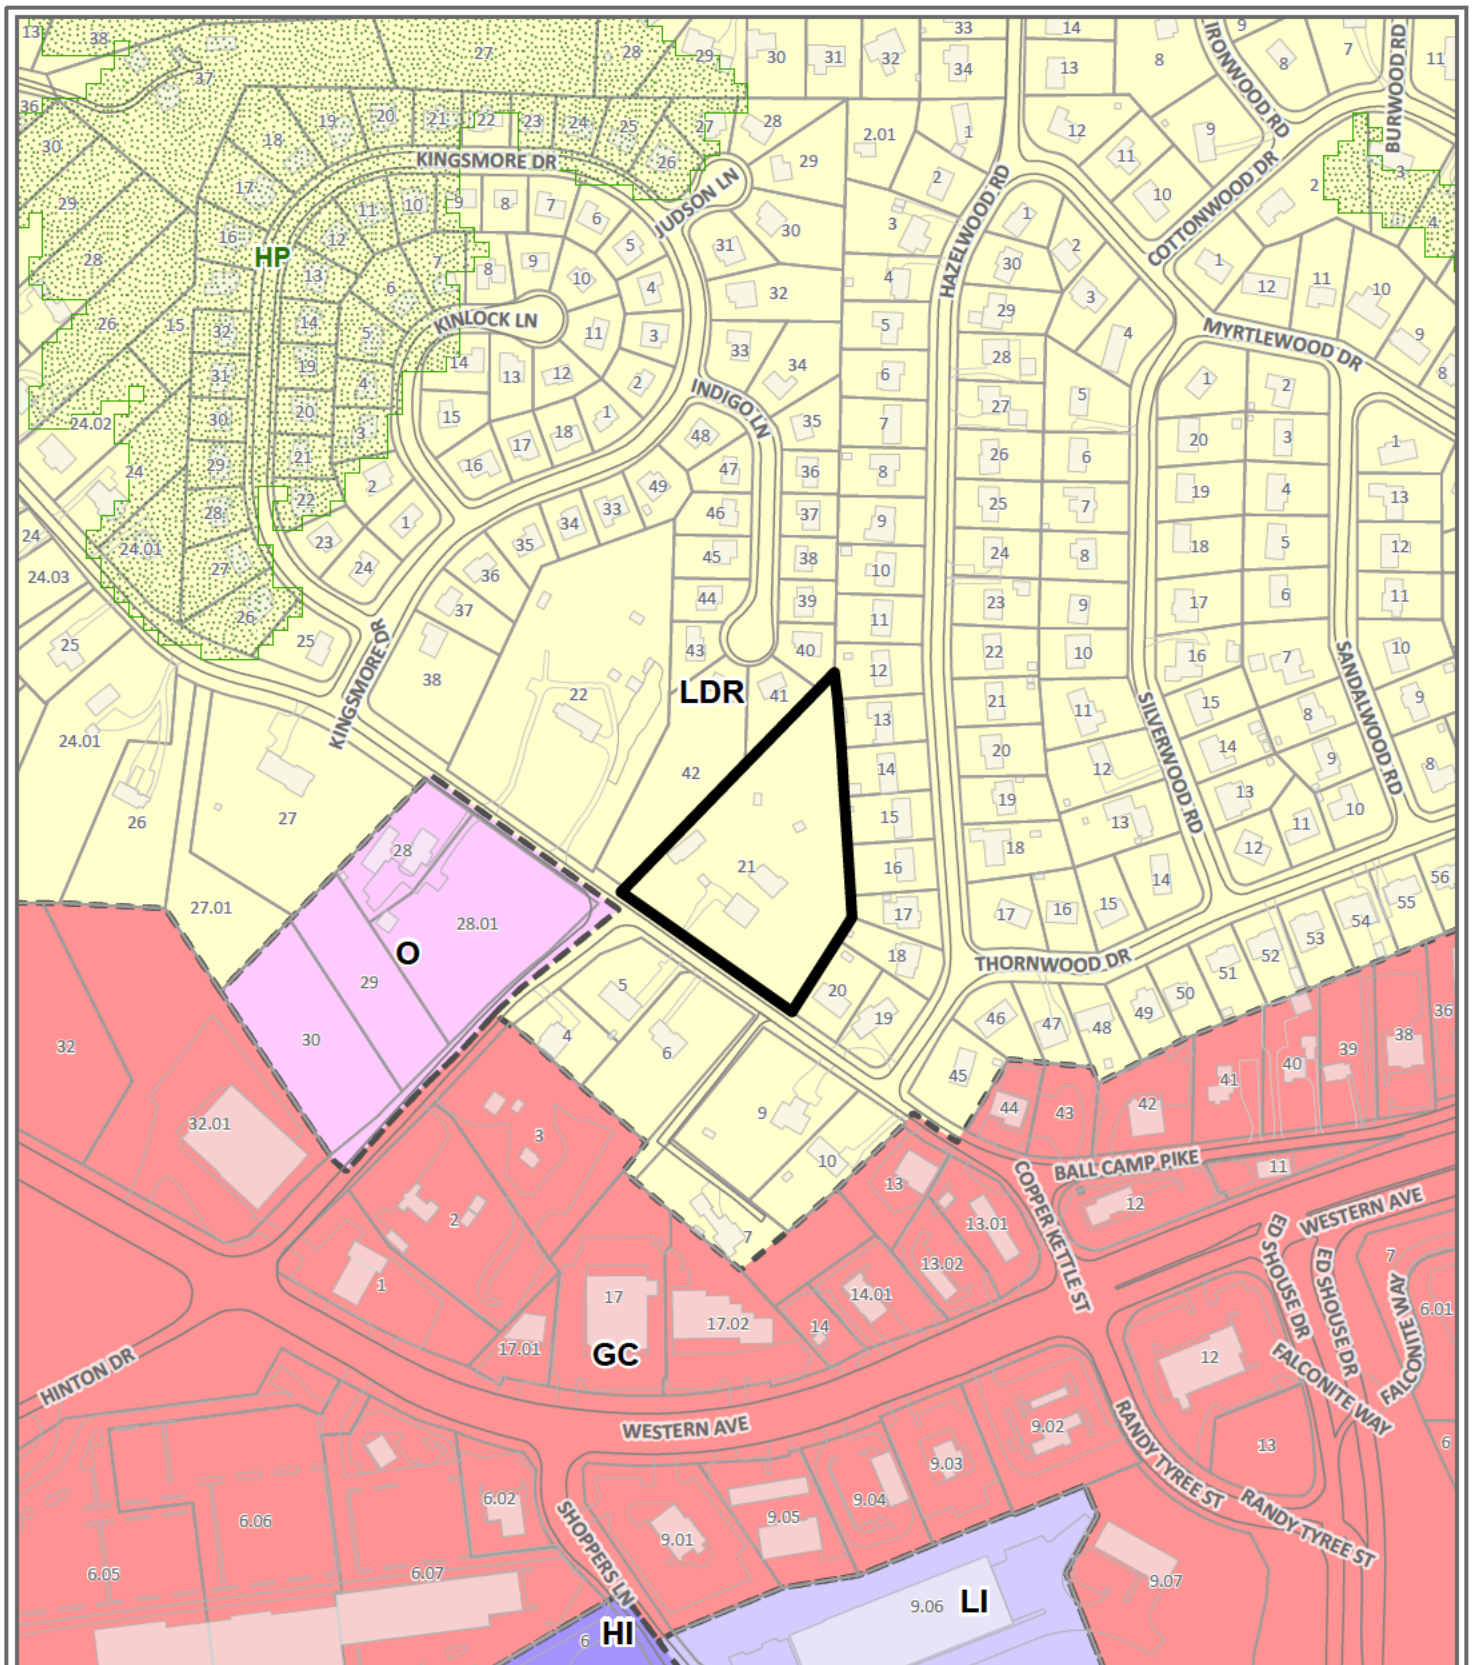 13 38 37 27 28 29 30 31 32 33 34 14 13 8 9 8 7 11
IRONWOOD RD
BURWOOD RD
36 30 29 28 26 15
18 19 20 21 22 23 24 25 26 27 28 29
KINGSMORE DR
17 16 11 10 9 8 7 6 5 4
JUDSON LN
30 31 32
2.01 1 2 3 4
HAZELWOOD RD
12 11 10 9
COTTONWOOD DR
2 3 4
HP
12 13 7 6 8 9 10
1 2 3 4 30 29
1 12 11 10 9 8
KINLOCK LN
MYRTLEWOOD DR
32 31 30 29 28 27 26
14 19 20 21 22 23 24
5 4 3 2 1
14 13 12 11 3 2 1
15 16 17 18
33 34 35
INDIGO LN
5 6 7 8 9 10 11 12 13 14 15 16 17 18
28 27 26 25 24 23 22 21 20 19 18 17
5 6 7 8 9 10 11 12 13 14 15 16
1 20 19 18 17 16 15 14 13 12
2 3 4 5 6 7 8 9 10 11
1 13 12 11 10 9 8
24.02 24 24.01 24.03 24 25
48 47 46 45 44 43
36 37 38 39 40 41 42
49 33 34 35 36 37 38
25
KINGSMORE DR
22
LDR
SILVERWOOD RD
SANDALWOOD RD
24.01 26 27 27.01
28 28.01
21
O
29 30
20 19
THORNWOOD DR
46 47 48 49 50 51 52 53 54 55 56
32 32.01
5 4 6 9 10 7
45 44 43 42 41 40 39 38 36
BALL CAMP PIKE
11 12
COPPER KETTLE ST
WESTERN AVE
ED SHOUSE DR
ED SHOUSE DR
3 2 1
13 13.01 13.02 14.01 14
17 17.01 17.02
GC
7 6.01
FALCONITE WAY
FALCONITE WAY
12 13 6
HINTON DR
WESTERN AVE
RANDY TYREE ST
RANDY TYREE ST
9.02 9.03 9.04 9.05 9.01
6.02 6.06 6.05 6.07
SHOPPERS LN
9.06
LI
9.07
6
HI